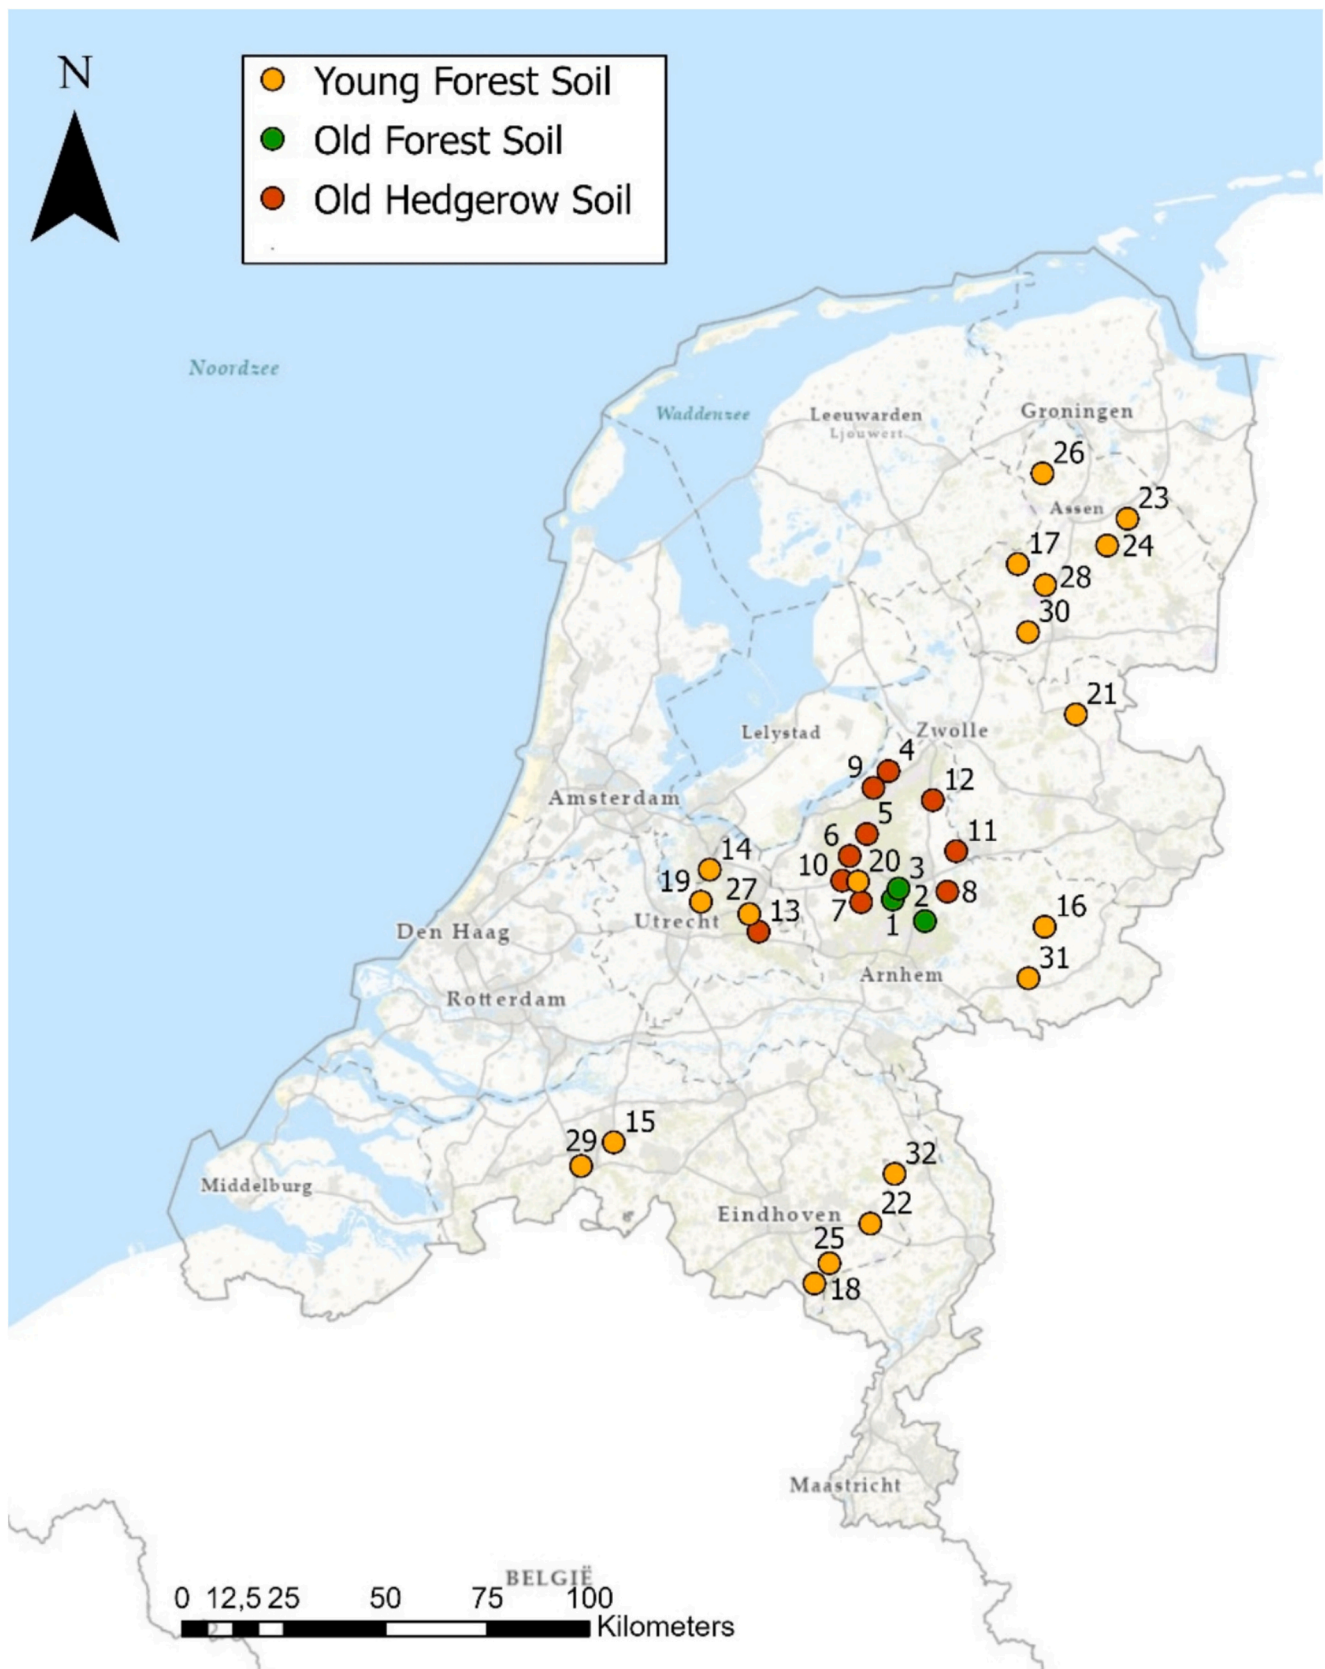 N
Young Forest Soil
Old Forest Soil
Old Hedgerow Soil
Noordzee
Waddenzee
Leeuwarden
Ljouwert
Groningen
26
Assen
23
24
17
28
30
21
Lelystad
Zwolle
4
9
12
Amsterdam
5
6
11
14
10
20
3
19
27
8
2
13
7
1
16
Utrecht
Den Haag
31
Arnhem
Rotterdam
15
29
32
Middelburg
22
Eindhoven
25
18
Maastricht
BELGIË
0 12,5 25 50 75 100
Kilometers